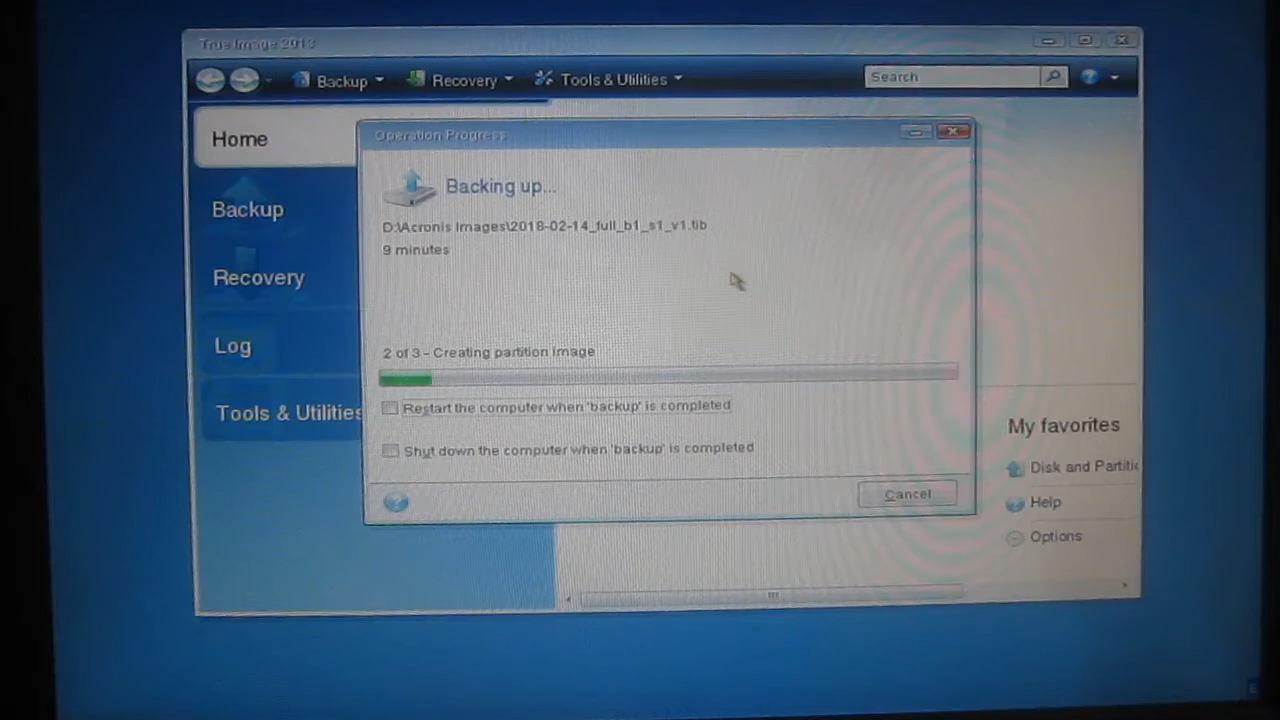 True Image 2013
Backup
Recovery
Tools & Utilities
Search
Home
Backup
Recovery
Log
Tools & Utilities
Operation Progress
Backing up...
D:\Acronis Images\2018-02-14_full_b1_s1_v1.tib
9 minutes
2 of 3 - Creating partition image
Restart the computer when 'backup' is completed
Shut down the computer when 'backup' is completed
Cancel
My favorites
Disk and Partitic
Help
Options